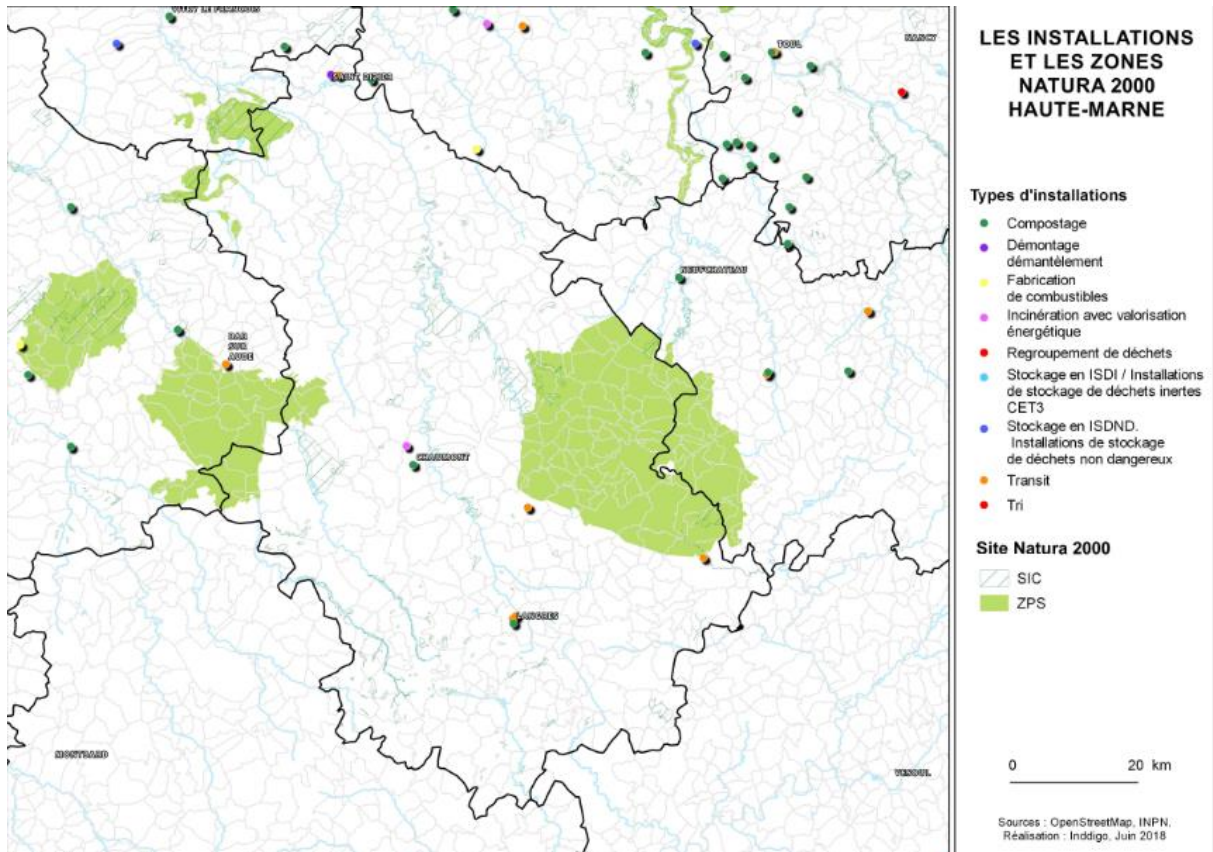 VITRY LE FRANCOIS
TOUL
NANCY
SAINT DIZIER
NEUFCHATEAU
BAR
SUR
AUBE
CHAUMONT
LANGRES
MONTBARD
VESOUL
LES INSTALLATIONS
ET LES ZONES
NATURA 2000
HAUTE-MARNE
Types d'installations
Compostage
Démontage
démantèlement
Fabrication
de combustibles
Incinération avec valorisation
énergétique
Regroupement de déchets
Stockage en ISDI / Installations
de stockage de déchets inertes
CET3
Stockage en ISDND.
Installations de stockage
de déchets non dangereux
Transit
Tri
Site Natura 2000
SIC
ZPS
0 20 km
Sources : OpenStreetMap, INPN.
Réalisation : Inddigo, Juin 2018